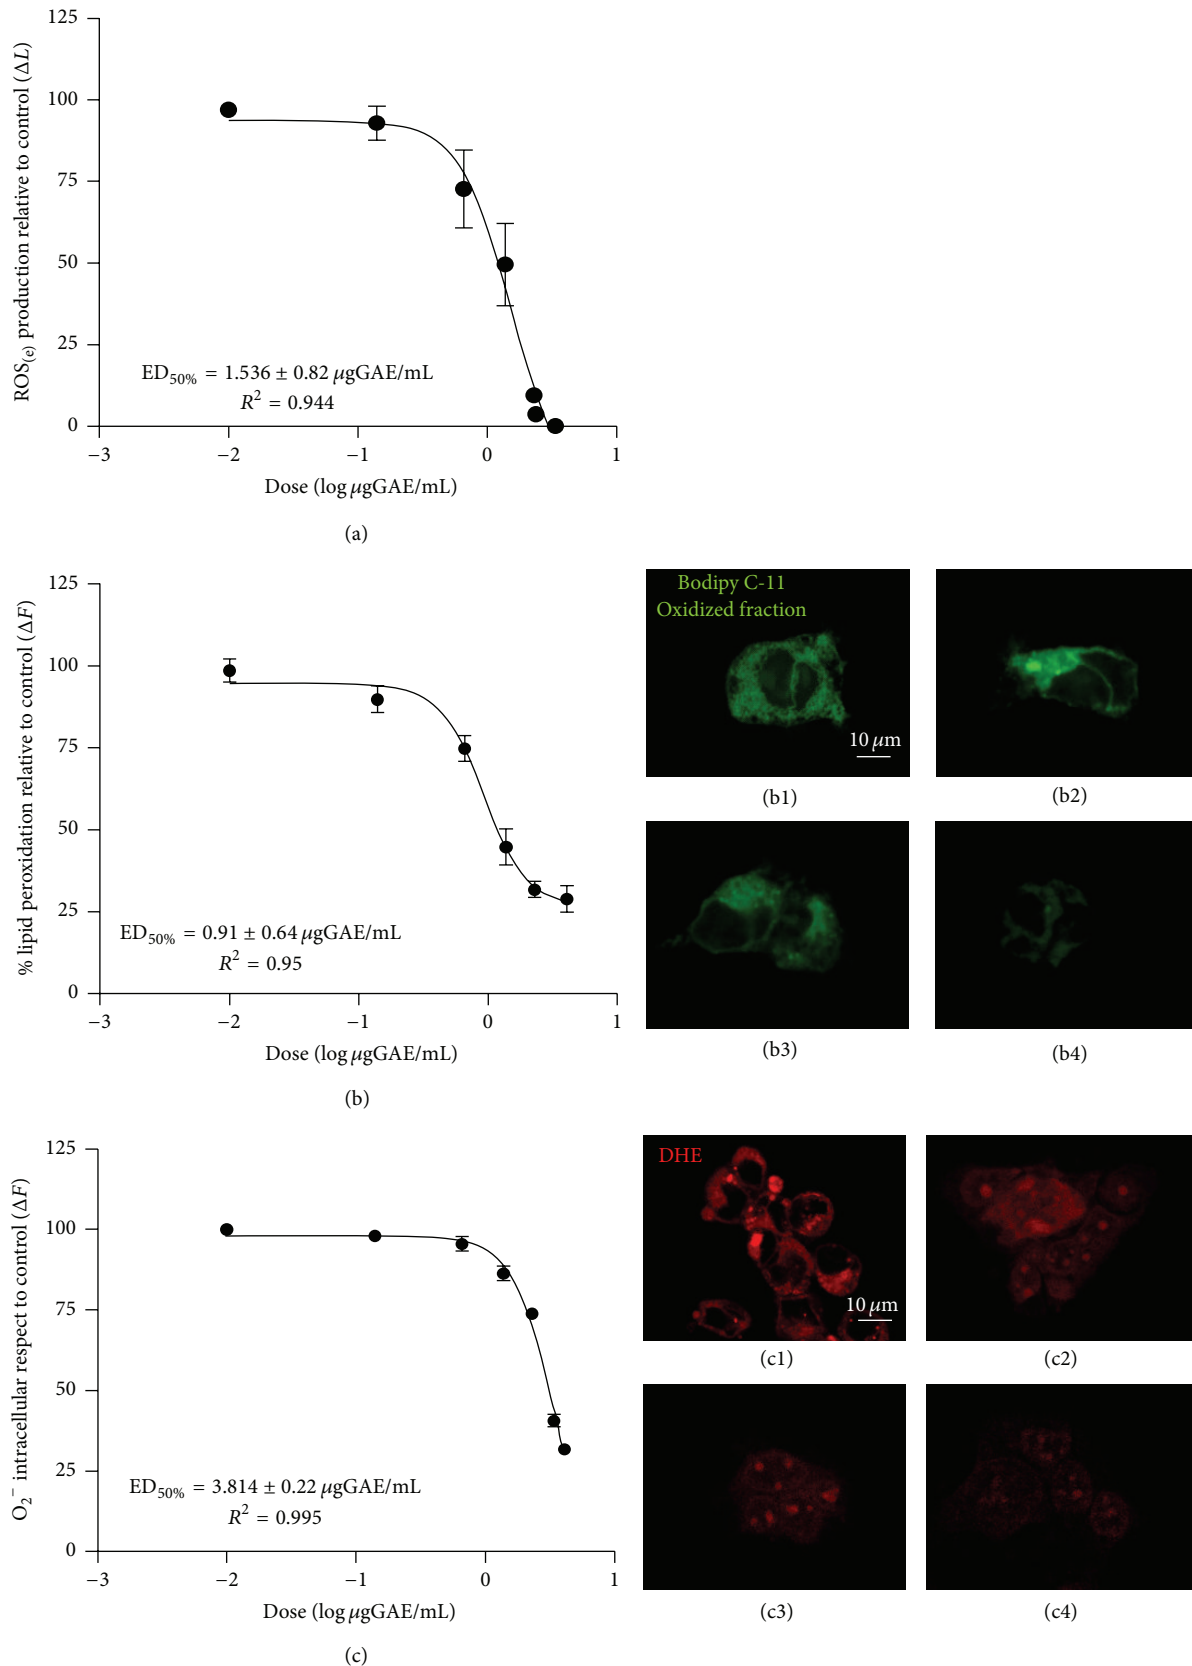 125
100
75
50
25
0
ROS(e) production relative to control (ΔL)
ED50% = 1.536 ± 0.82 μgGAE/mL
R² = 0.944
−3 −2 −1 0 1
Dose (log μgGAE/mL)
(a)
125
100
75
50
25
0
% lipid peroxidation relative to control (ΔF)
ED50% = 0.91 ± 0.64 μgGAE/mL
R² = 0.95
−3 −2 −1 0 1
Dose (log μgGAE/mL)
(b)
Bodipy C-11
Oxidized fraction
10 μm
(b1)
(b2)
(b3)
(b4)
125
100
75
50
25
0
O₂⁻ intracellular respect to control (ΔF)
ED50% = 3.814 ± 0.22 μgGAE/mL
R² = 0.995
−3 −2 −1 0 1
Dose (log μgGAE/mL)
(c)
DHE
10 μm
(c1)
(c2)
(c3)
(c4)